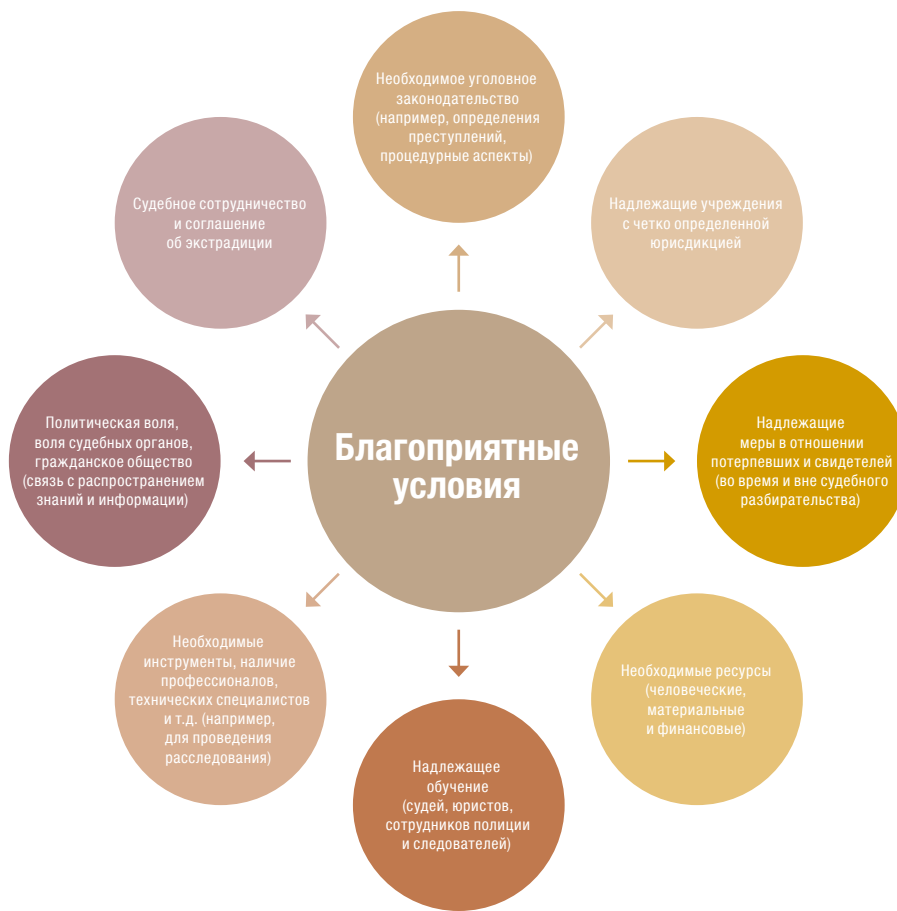 Необходимое уголовное
законодательство
(например, определения
преступлений,
процедурные аспекты)
Судебное сотрудничество
и соглашение
об экстрадиции
Надлежащие учреждения
с четко определенной
юрисдикцией
Политическая воля,
воля судебных органов,
гражданское общество
(связь с распространением
знаний и информации)
Благоприятные
условия
Надлежащие
меры в отношении
потерпевших и свидетелей
(во время и вне судебного
разбирательства)
Необходимые
инструменты, наличие
профессионалов,
технических специалистов
и т.д. (например,
для проведения
расследования)
Необходимые ресурсы
(человеческие,
материальные
и финансовые)
Надлежащее
обучение
(судей, юристов,
сотрудников полиции
и следователей)